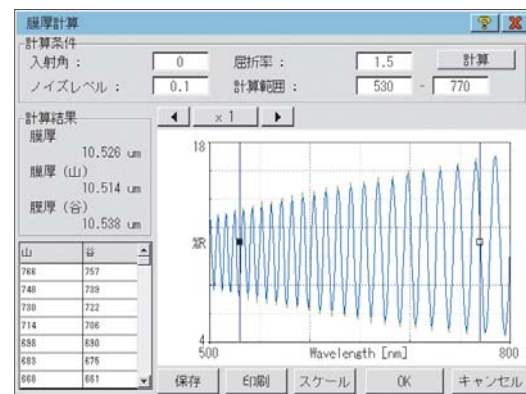 膜厚計算
計算条件
入射角： 0 屈折率： 1.5 計算
ノイズレベル： 0.1 計算範囲： 530 - 770
計算結果
膜厚
10.526 um
膜厚（山）
10.514 um
膜厚（谷）
10.538 um
山 谷
766 757
748 739
730 722
714 706
698 690
683 675
668 661
x 1
18
%R
4
500 Wavelength [nm] 800
保存 印刷 スケール OK キャンセル